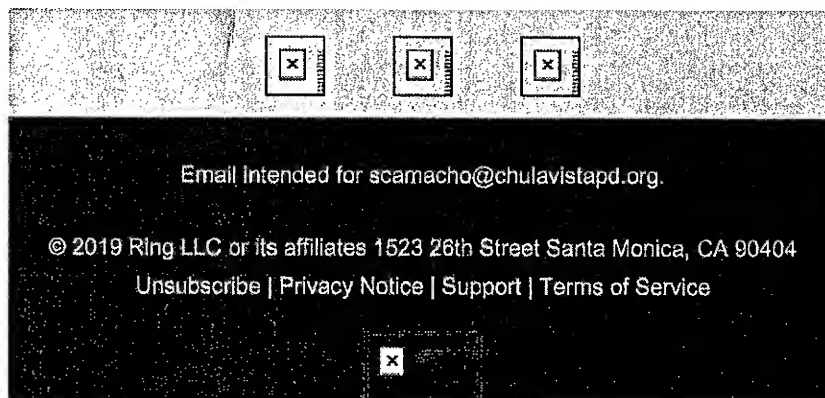 Email intended for scamacho@chulavistapd.org.
© 2019 Ring LLC or its affiliates 1523 26th Street Santa Monica, CA 90404
Unsubscribe | Privacy Notice | Support | Terms of Service